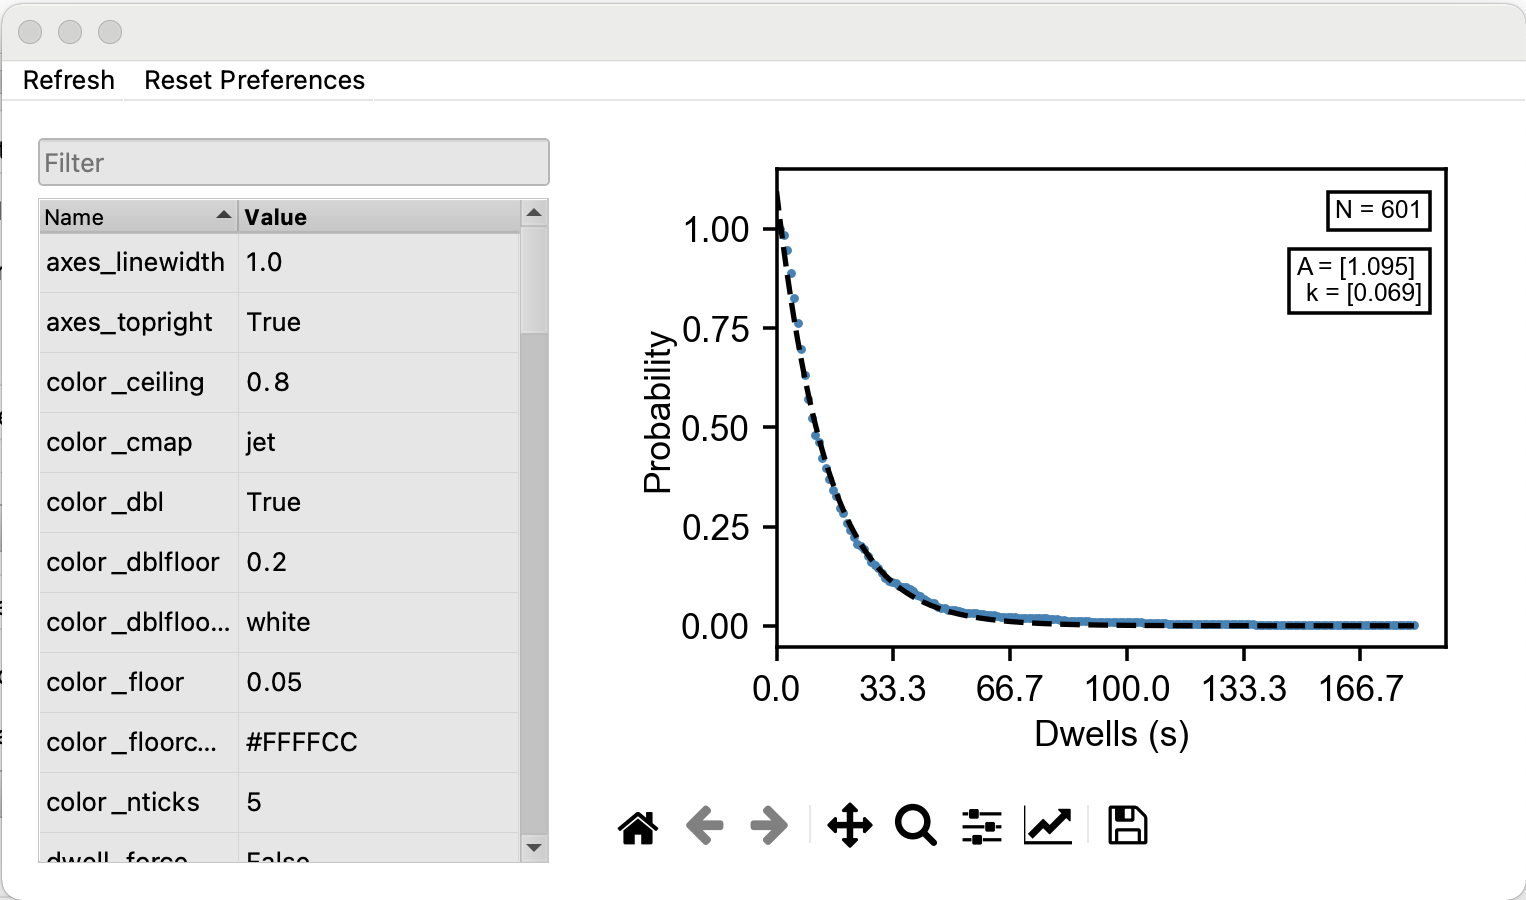 Refresh Reset Preferences
Filter
Name Value
axes_linewidth 1.0
axes_topright True
color_ceiling 0.8
color_cmap jet
color_dbl True
color_dblfloor 0.2
color_dblfloo... white
color_floor 0.05
color_floorc... #FFFFCC
color_nticks 5
dwell_force False
N = 601
A = [1.095]
k = [0.069]
Probability
1.00
0.75
0.50
0.25
0.00
0.0 33.3 66.7 100.0 133.3 166.7
Dwells (s)